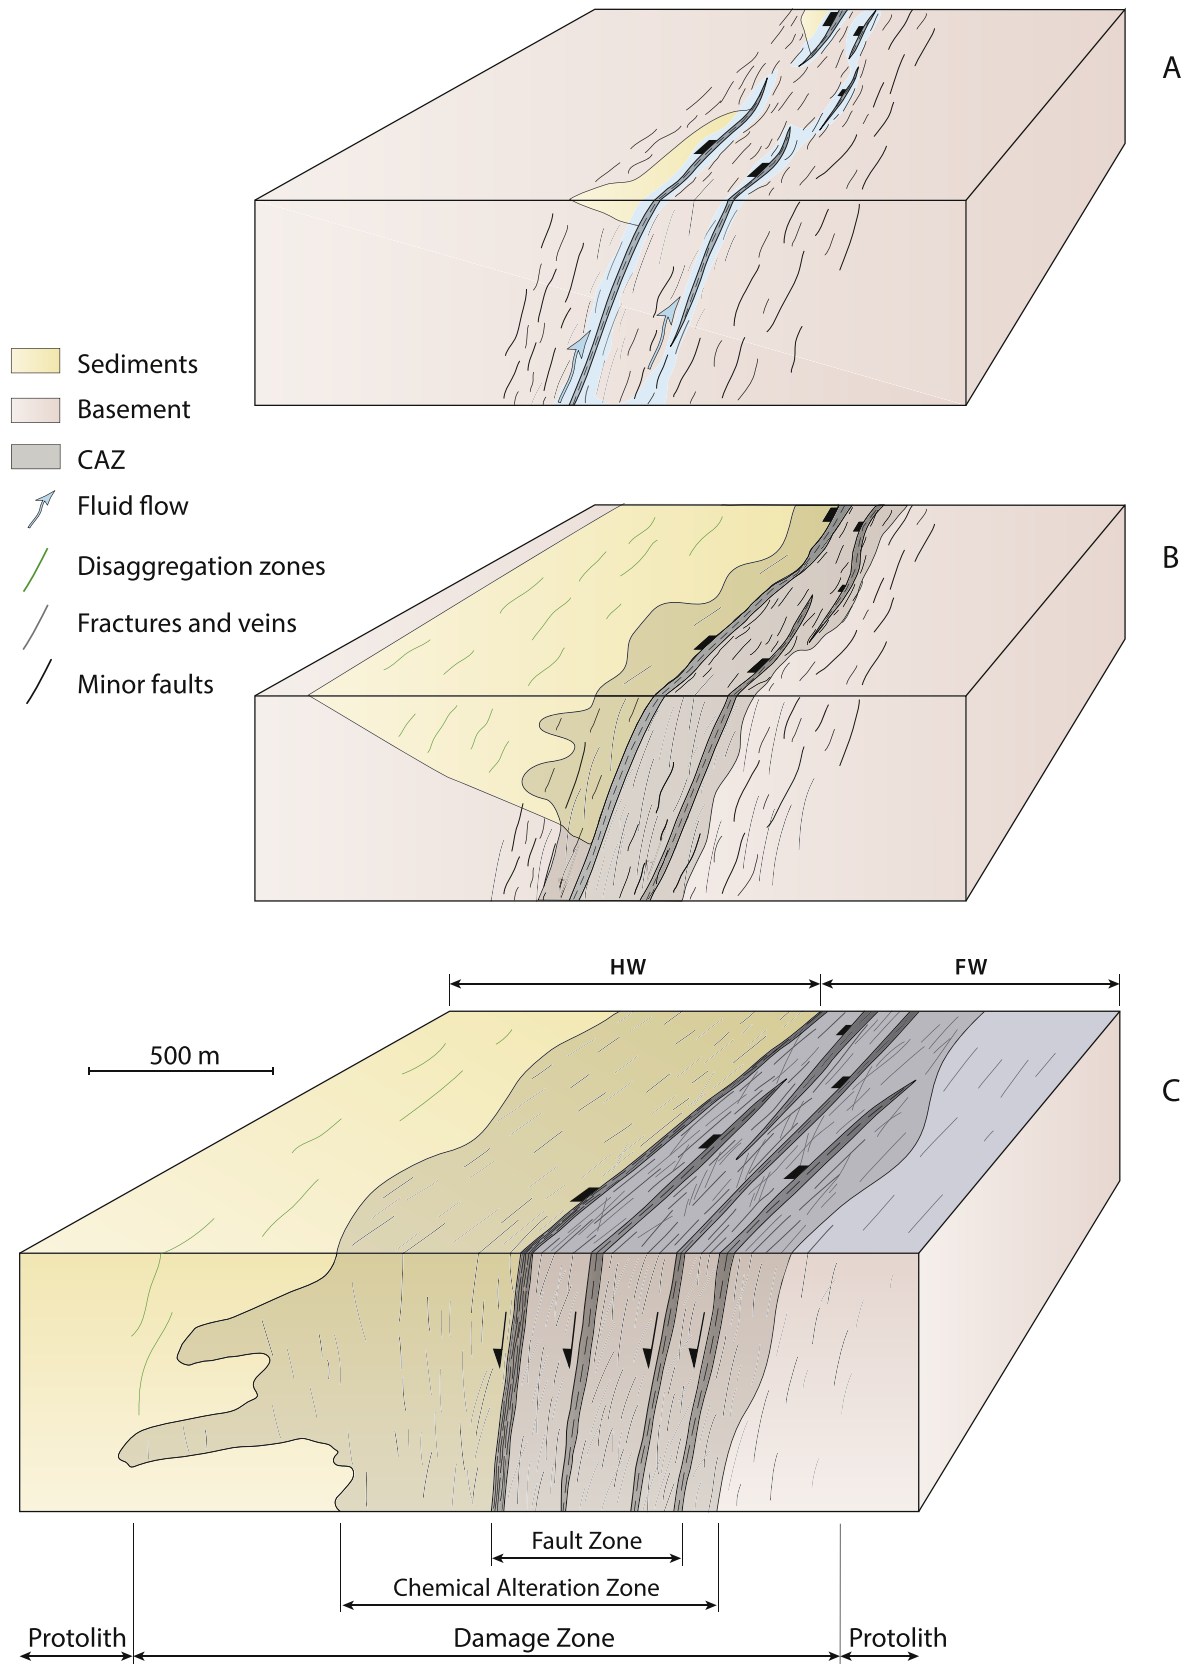 A
Sediments
Basement
CAZ
Fluid flow
Disaggregation zones
Fractures and veins
Minor faults
B
HW
FW
500 m
C
Fault Zone
Chemical Alteration Zone
Protolith
Damage Zone
Protolith